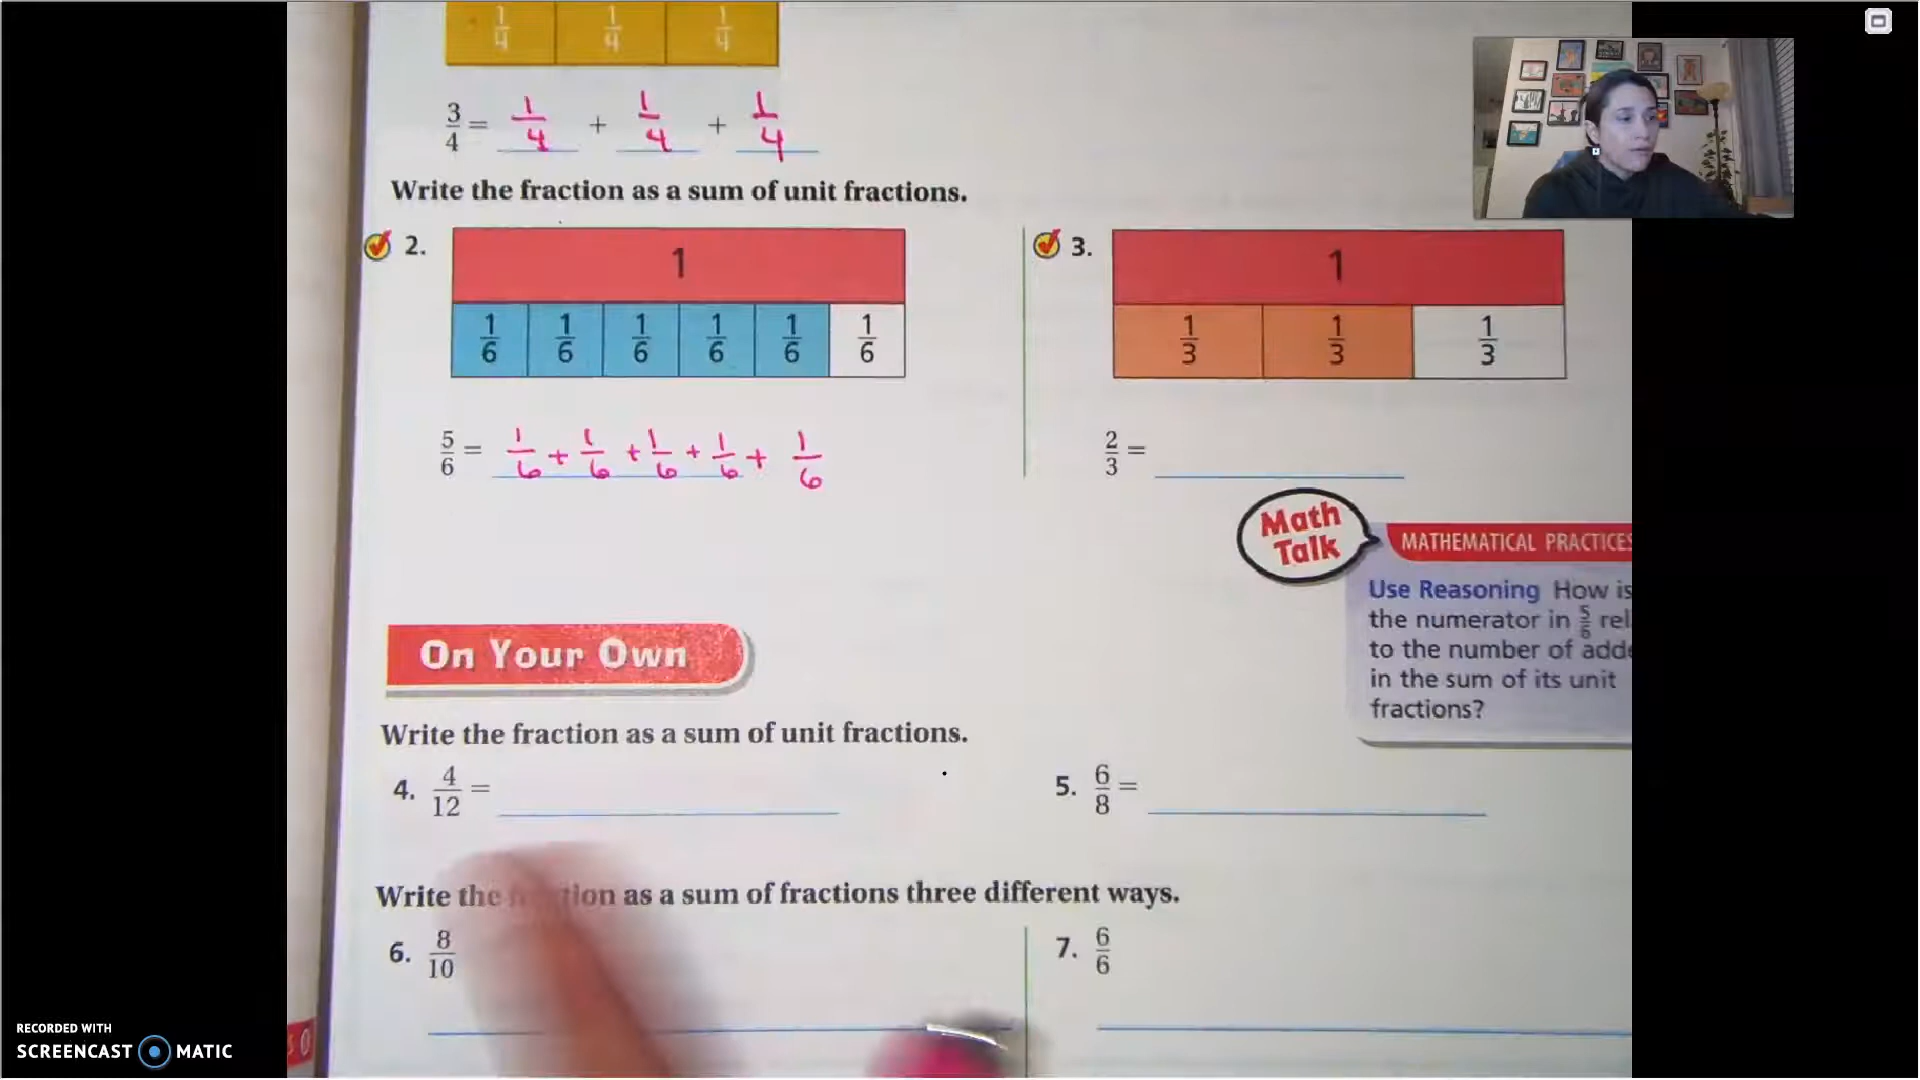 1/4 1/4 1/4
3/4 = 1/4 + 1/4 + 1/4
Write the fraction as a sum of unit fractions.
2.
1
1/6 1/6 1/6 1/6 1/6 1/6
5/6 = 1/6 + 1/6 + 1/6 + 1/6 + 1/6
3.
1
1/3 1/3 1/3
2/3 =
Math
Talk
MATHEMATICAL PRACTICES
Use Reasoning How is
the numerator in 5/6
to the number of
in the sum of its unit
fractions?
On Your Own
Write the fraction as a sum of unit fractions.
4. 4/12 =
5. 6/8 =
Write the fraction as a sum of fractions three different ways.
6. 8/10
7. 6/6
RECORDED WITH
SCREENCAST MATIC